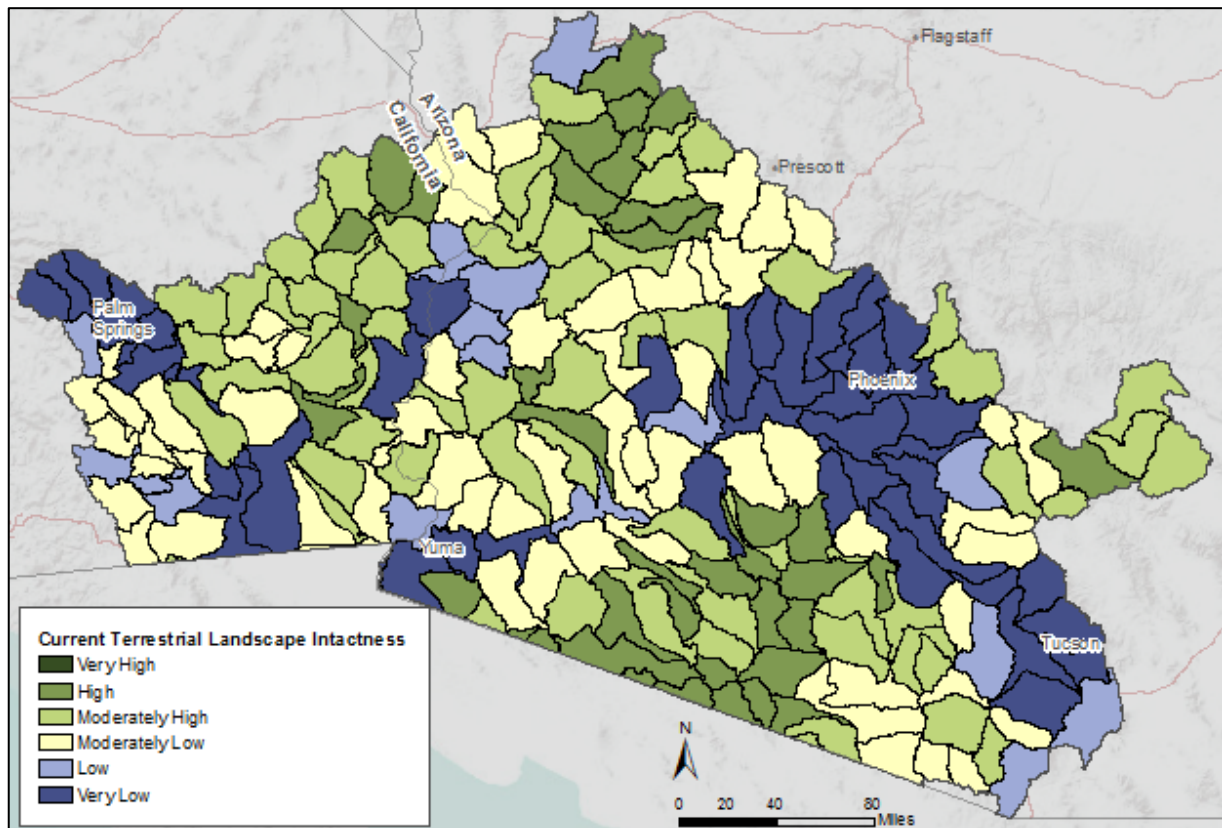 Flagstaff
Arizona
California
Prescott
Palm
Springs
Phoenix
Yuma
Tucson
Current Terrestrial Landscape Intactness
Very High
High
Moderately High
Moderately Low
Low
Very Low
N
0 20 40 80
Miles